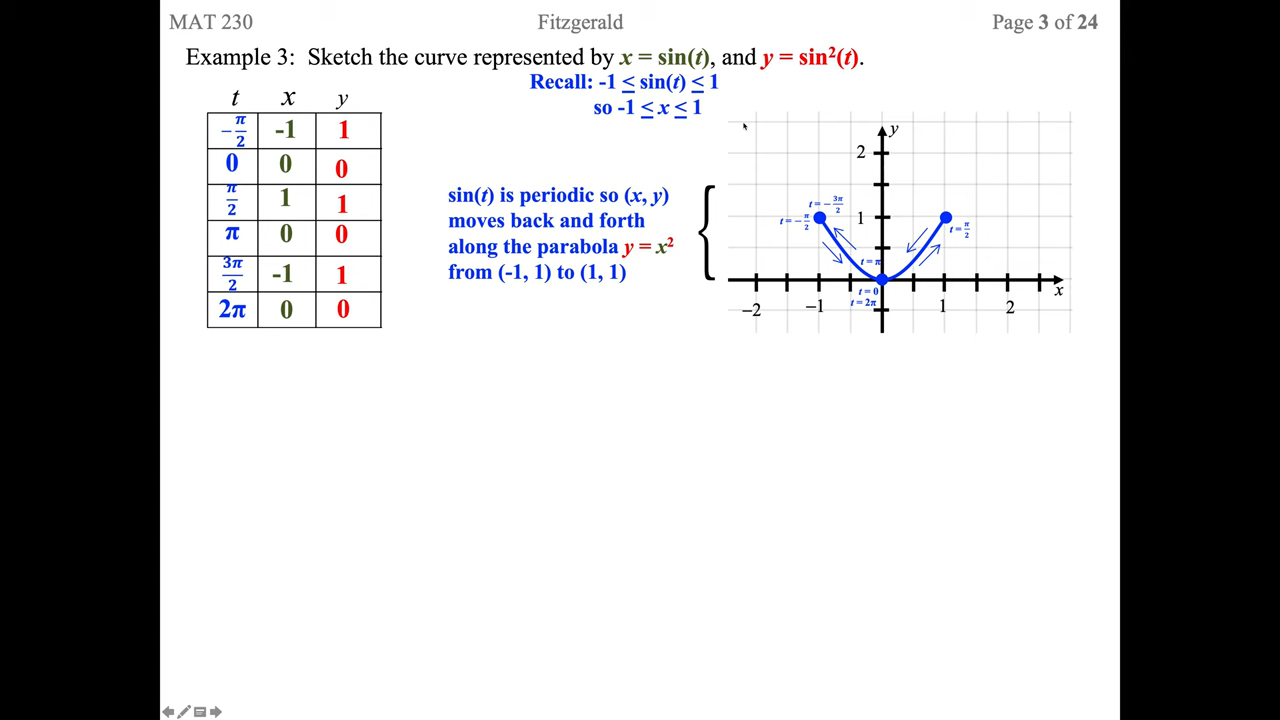 MAT 230 Fitzgerald Page 3 of 24
Example 3: Sketch the curve represented by x = sin(t), and y = sin²(t).
Recall: -1 ≤ sin(t) ≤ 1
so -1 ≤ x ≤ 1
t x y
−π/2 -1 1
0 0 0
π/2 1 1
π 0 0
3π/2 -1 1
2π 0 0
sin(t) is periodic so (x, y)
moves back and forth
along the parabola y = x²
from (-1, 1) to (1, 1)
y
2
t = − 3π/2
t = − π/2
1
t = π/2
t = π
x
t = 0
t = 2π
−2 −1 1 2